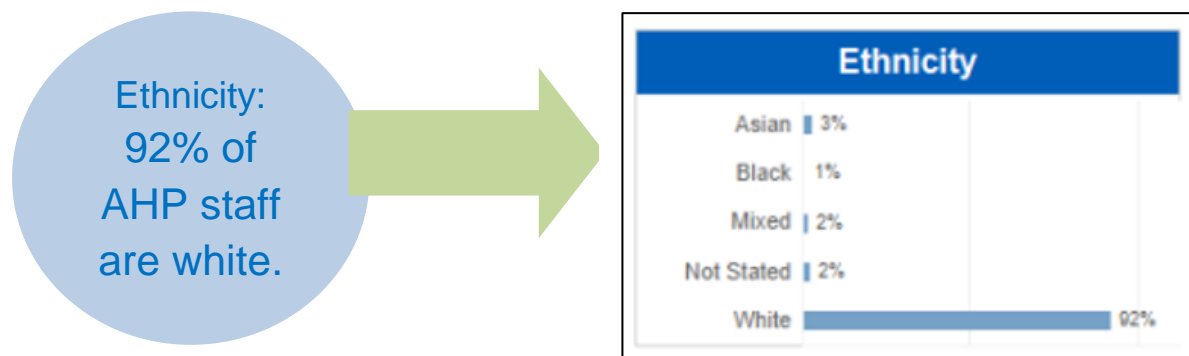 Ethnicity:
92% of
AHP staff
are white.
Ethnicity
Asian 3%
Black 1%
Mixed 2%
Not Stated 2%
White 92%